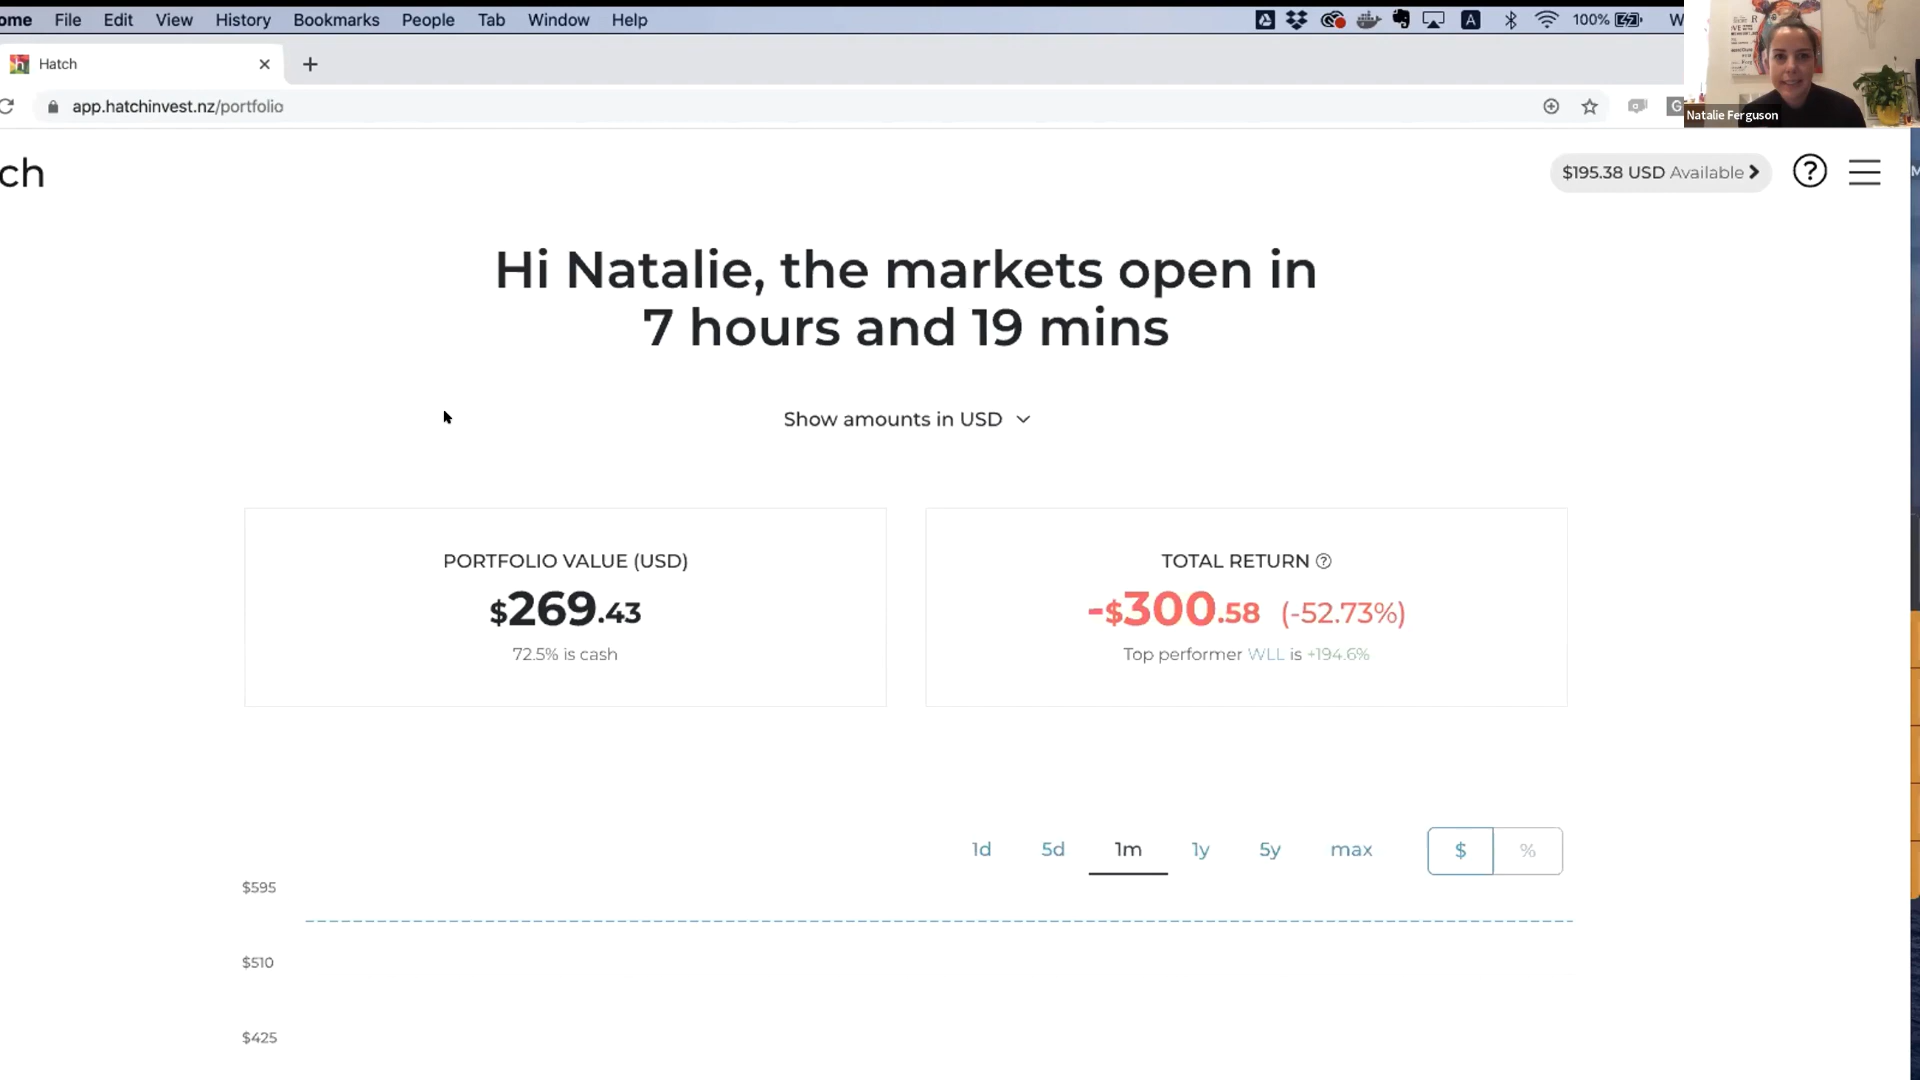 ome File Edit View History Bookmarks People Tab Window Help
A
100%
W
Hatch
app.hatchinvest.nz/portfolio
G
Natalie Ferguson
ch
$195.38 USD Available
?
Hi Natalie, the markets open in
7 hours and 19 mins
Show amounts in USD
PORTFOLIO VALUE (USD)
$269.43
72.5% is cash
TOTAL RETURN ?
-$300.58 (-52.73%)
Top performer WLL is +194.6%
1d 5d 1m 1y 5y max $ %
$595
$510
$425